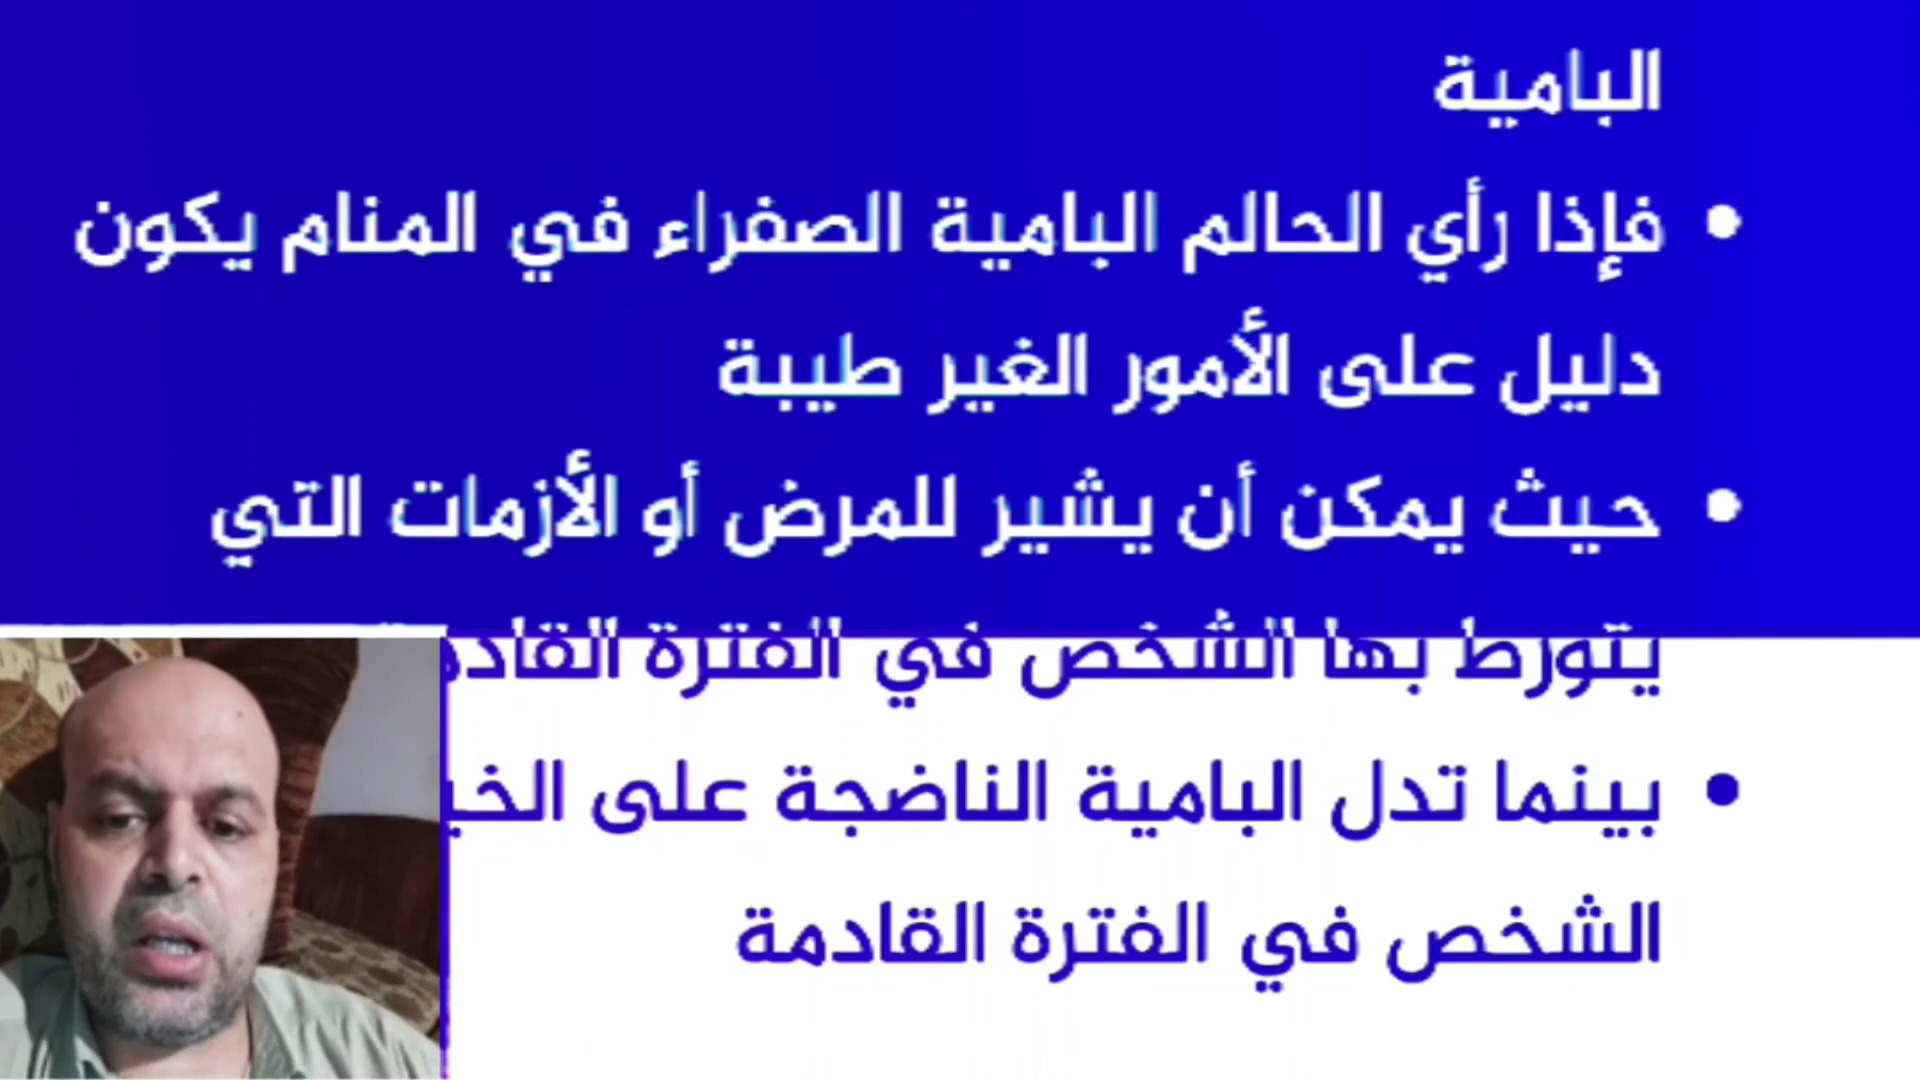 البامية
• فإذا رأي الحالم البامية الصفراء في المنام يكون
دليل على الأمور الغير طيبة
• حيث يمكن أن يشير للمرض أو الأزمات التي
يتورط بها الشخص في الفترة
• بينما تدل البامية الناضجة على
الشخص في الفترة القادمة